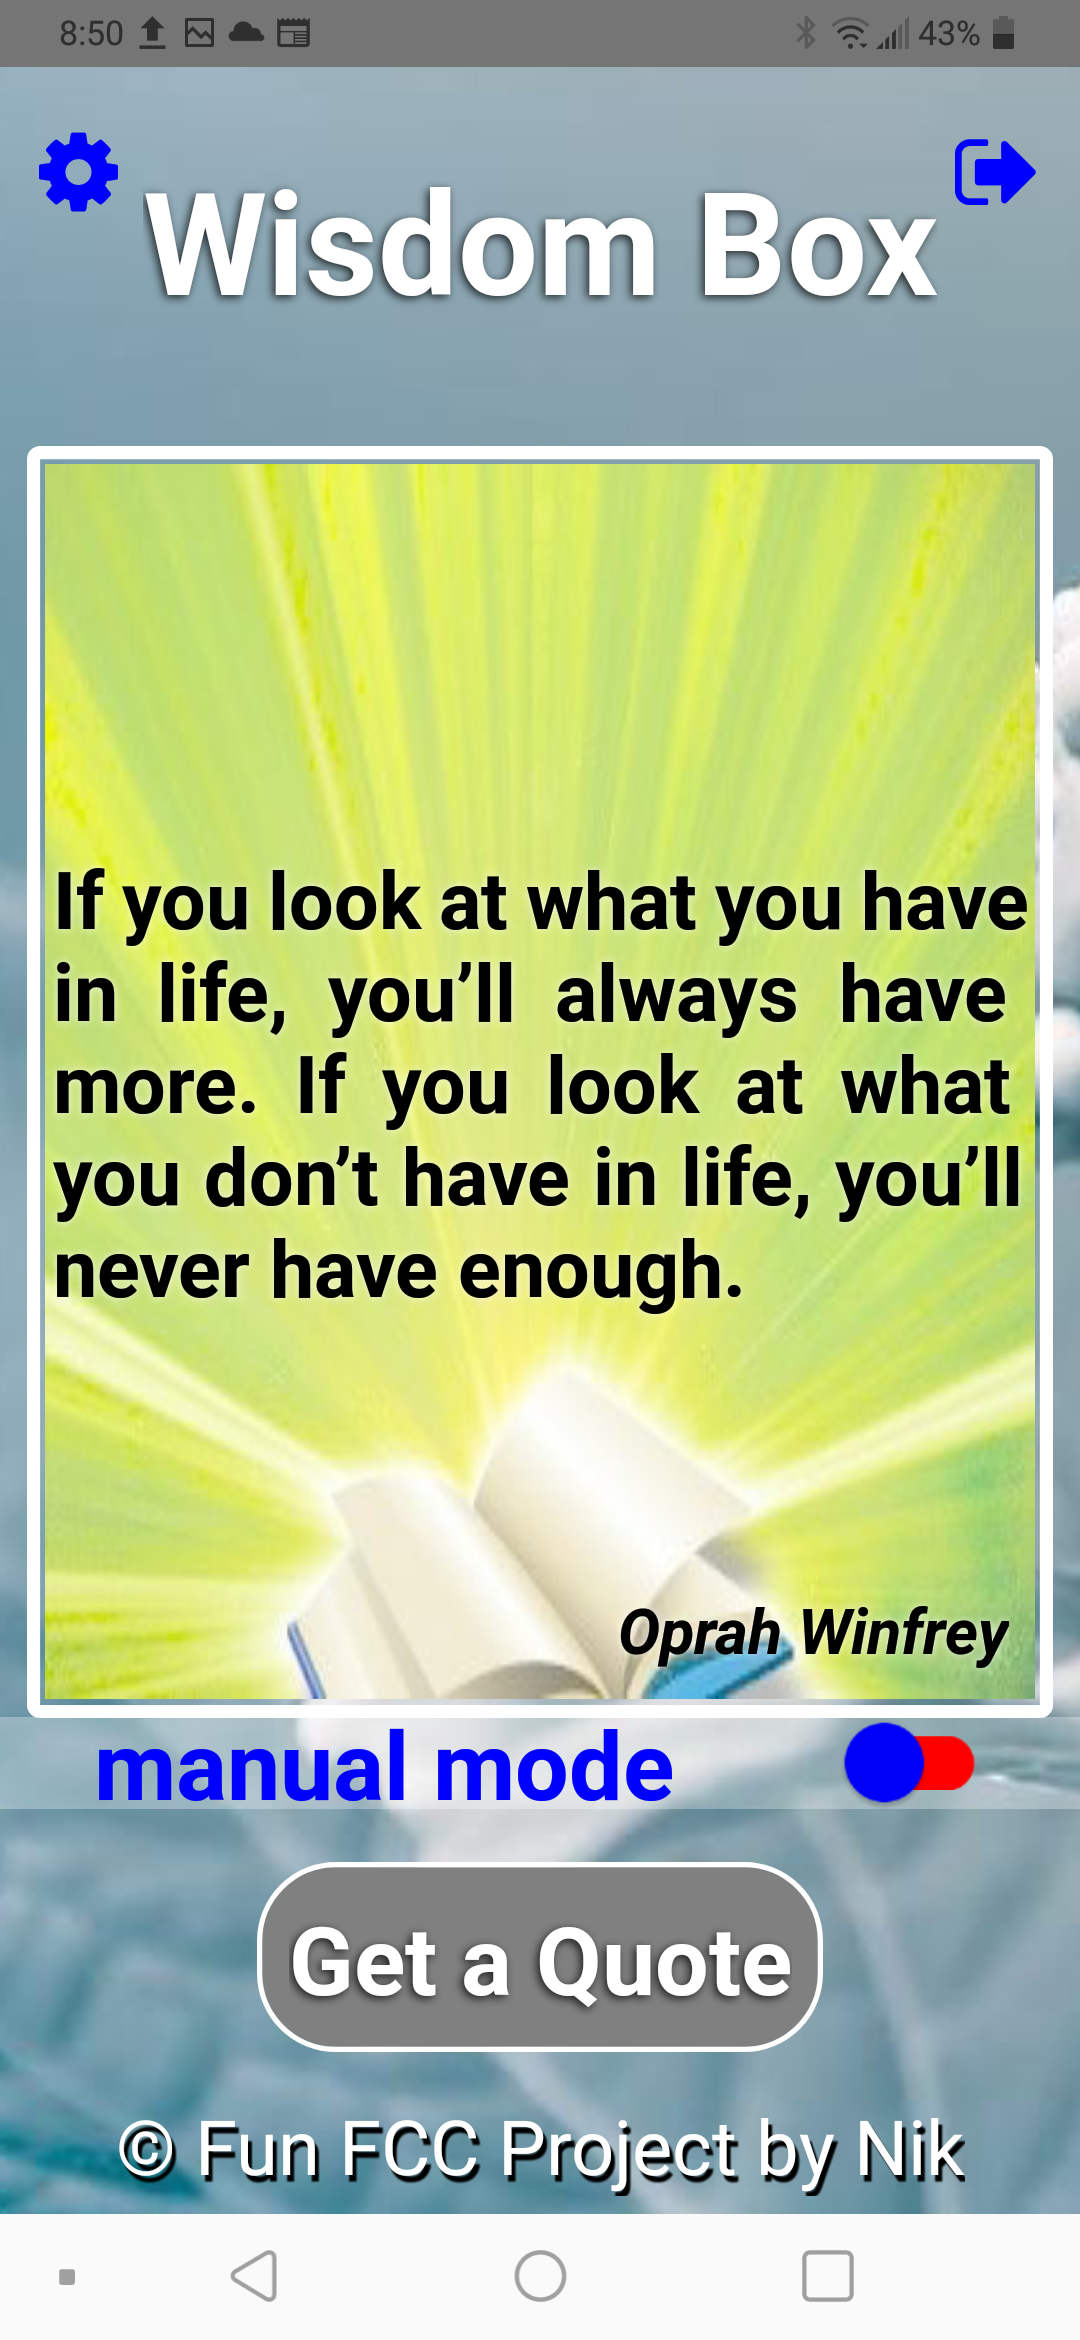 8:50 43%
Wisdom Box
If you look at what you have
in life, you’ll always have
more. If you look at what
you don’t have in life, you’ll
never have enough.
Oprah Winfrey
manual mode
Get a Quote
© Fun FCC Project by Nik